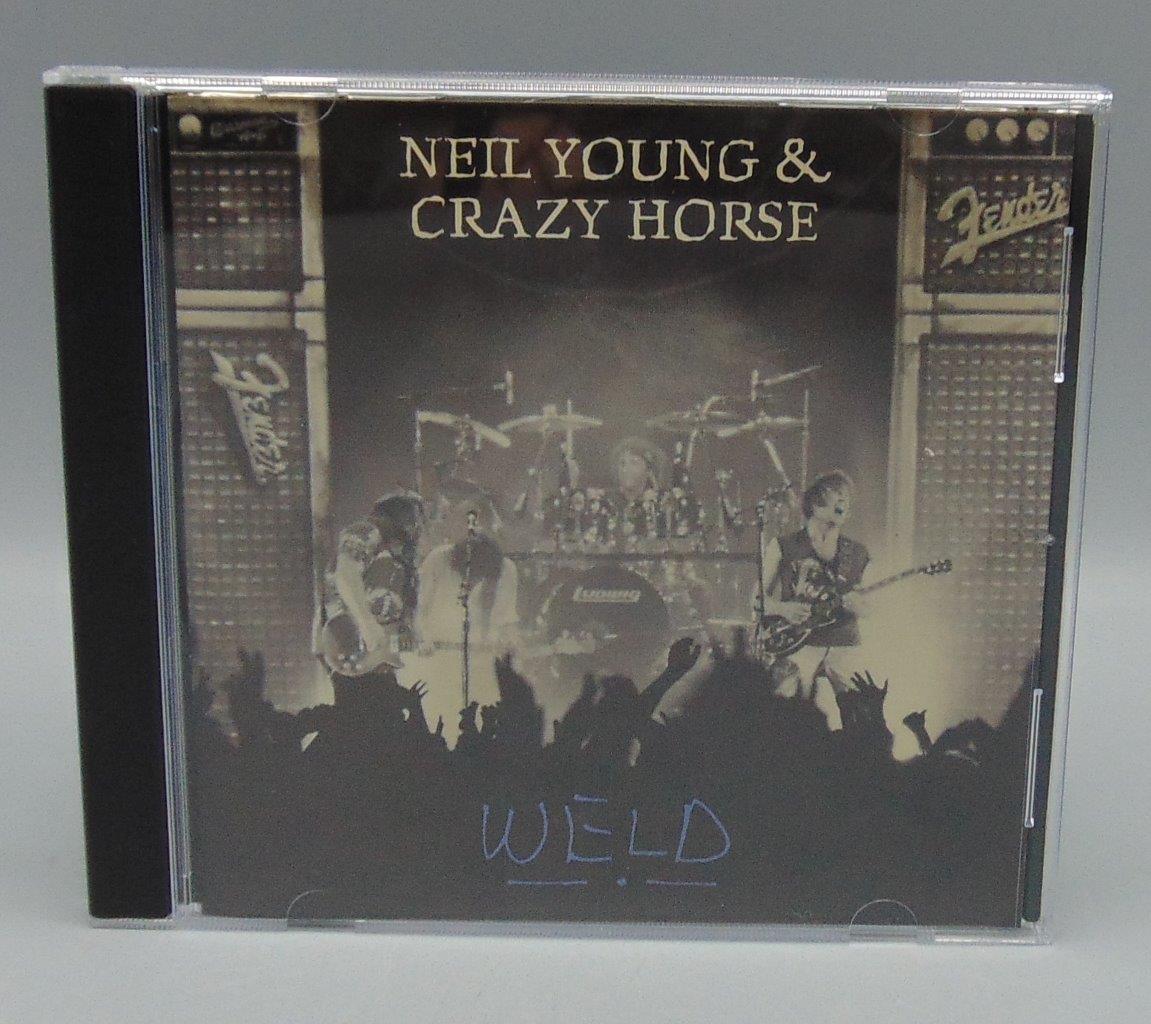 NEIL YOUNG &
CRAZY HORSE
Fender
Fender
LUDWIG
WELD